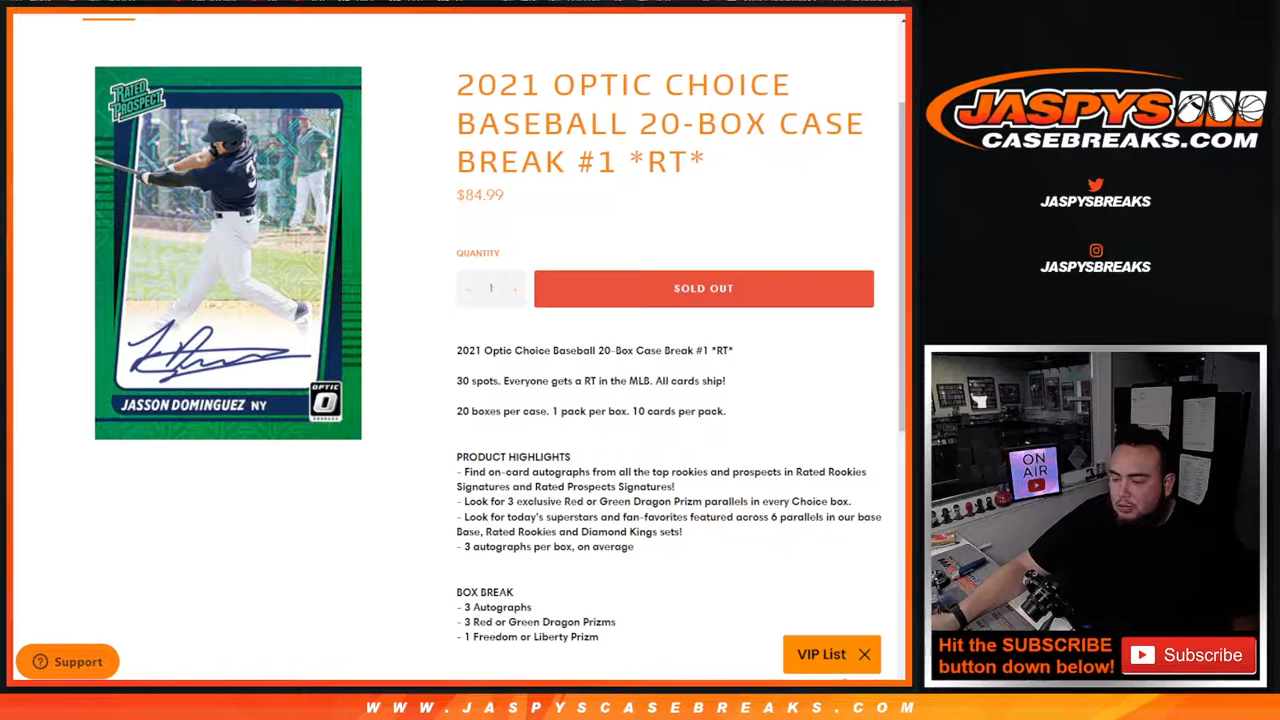 RATED
PROSPECT
JASSON DOMINGUEZ NY
OPTIC
2021 OPTIC CHOICE
BASEBALL 20-BOX CASE
BREAK #1 *RT*
$84.99
QUANTITY
- 1 +
SOLD OUT
2021 Optic Choice Baseball 20-Box Case Break #1 *RT*
30 spots. Everyone gets a RT in the MLB. All cards ship!
20 boxes per case. 1 pack per box. 10 cards per pack.
PRODUCT HIGHLIGHTS
- Find on-card autographs from all the top rookies and prospects in Rated Rookies
Signatures and Rated Prospects Signatures!
- Look for 3 exclusive Red or Green Dragon Prizm parallels in every Choice box.
- Look for today's superstars and fan-favorites featured across 6 parallels in our base
Base, Rated Rookies and Diamond Kings sets!
- 3 autographs per box, on average
BOX BREAK
- 3 Autographs
- 3 Red or Green Dragon Prizms
- 1 Freedom or Liberty Prizm
Support
VIP List
JASPYS
CASEBREAKS.COM
JASPYSBREAKS
JASPYSBREAKS
ON
AIR
Hit the SUBSCRIBE
button down below!
Subscribe
WWW.JASPYSCASEBREAKS.COM